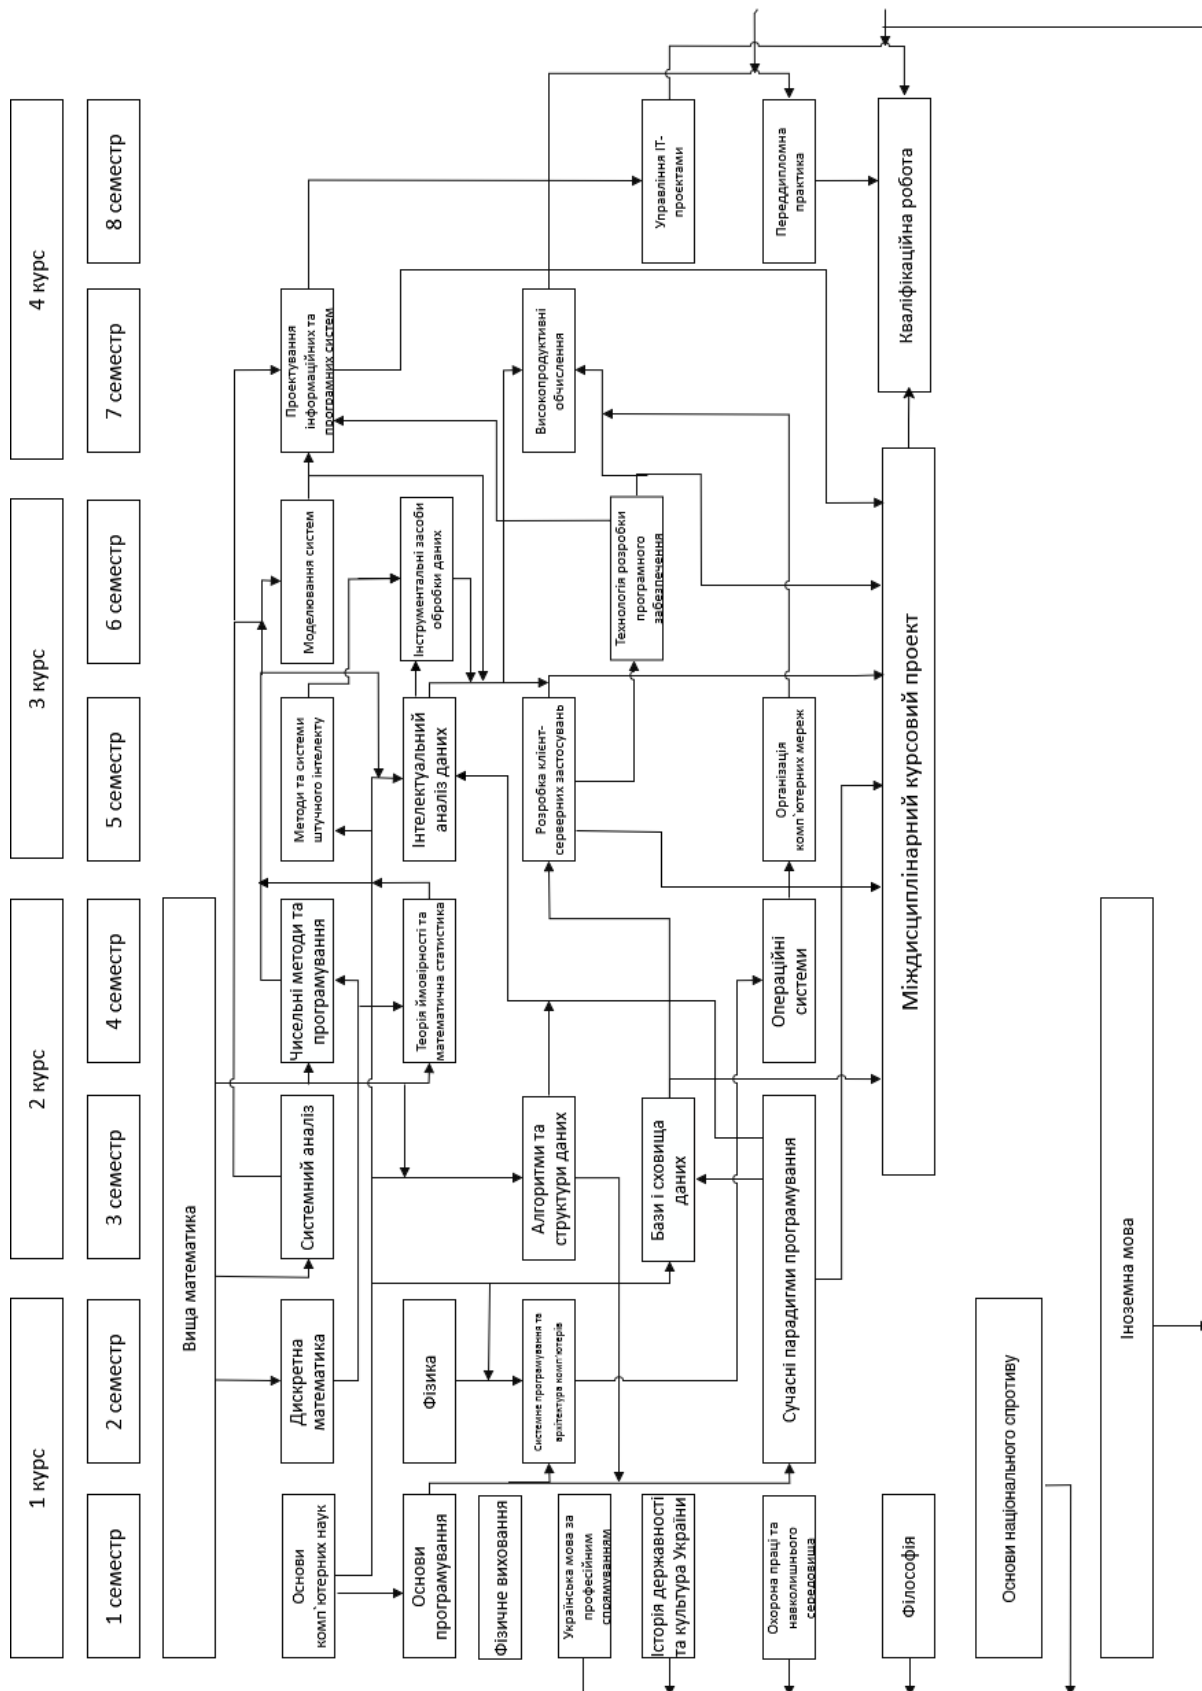 1 курс
2 курс
3 курс
4 курс
1 семестр
2 семестр
3 семестр
4 семестр
5 семестр
6 семестр
7 семестр
8 семестр
Вища математика
Основи
комп`ютерних наук
Дискретна
математика
Системний аналіз
Чисельні методи та
програмування
Методи та системи
штучного інтелекту
Моделювання систем
Проектування
інформаційних та
програмних систем
Основи
програмування
Фізика
Теорія ймовірності та
математична статистика
Інтелектуальний
аналіз даних
Інструментальні засоби
обробки даних
Фізичне виховання
Системне програмування та
архітектура комп'ютерів
Алгоритми та
структури даних
Розробка клієнт-
серверних застосувань
Високопродуктивні
обчислення
Українська мова за
професійним
спрямуванням
Історія державності
та культура України
Бази і сховища
даних
Технологія розробки
програмного
забезпечення
Управління ІТ-
проєктами
Охорона праці та
навколишнього
середовища
Сучасні парадигми програмування
Операційні
системи
Організація
комп`ютерних мереж
Переддипломна
практика
Філософія
Міждисциплінарний курсовий проект
Кваліфікаційна робота
Основи національного спротиву
Іноземна мова